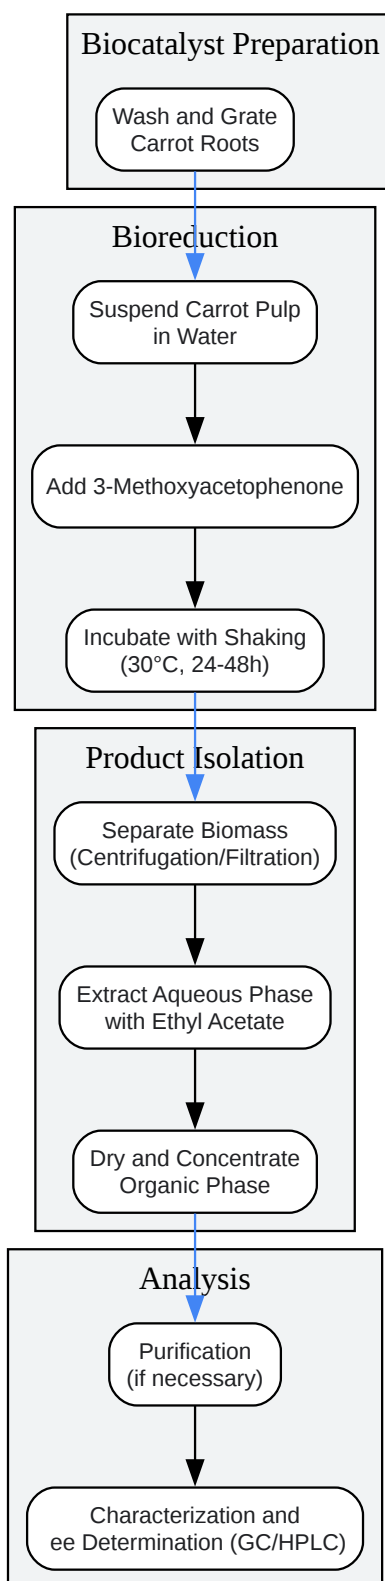 Biocatalyst Preparation
Wash and Grate
Carrot Roots
Bioreduction
Suspend Carrot Pulp
in Water
Add 3-Methoxyacetophenone
Incubate with Shaking
(30°C, 24-48h)
Product Isolation
Separate Biomass
(Centrifugation/Filtration)
Extract Aqueous Phase
with Ethyl Acetate
Dry and Concentrate
Organic Phase
Analysis
Purification
(if necessary)
Characterization and
ee Determination (GC/HPLC)